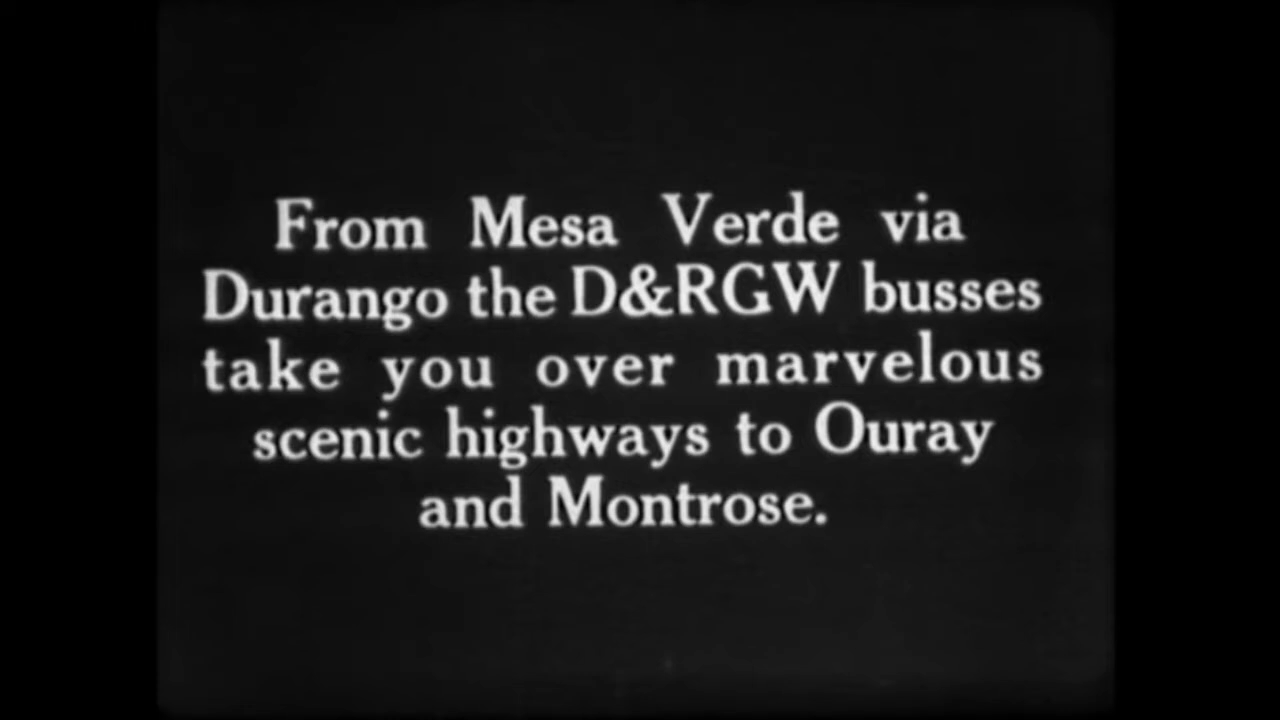 From Mesa Verde via
Durango the D&RGW busses
take you over marvelous
scenic highways to Ouray
and Montrose.